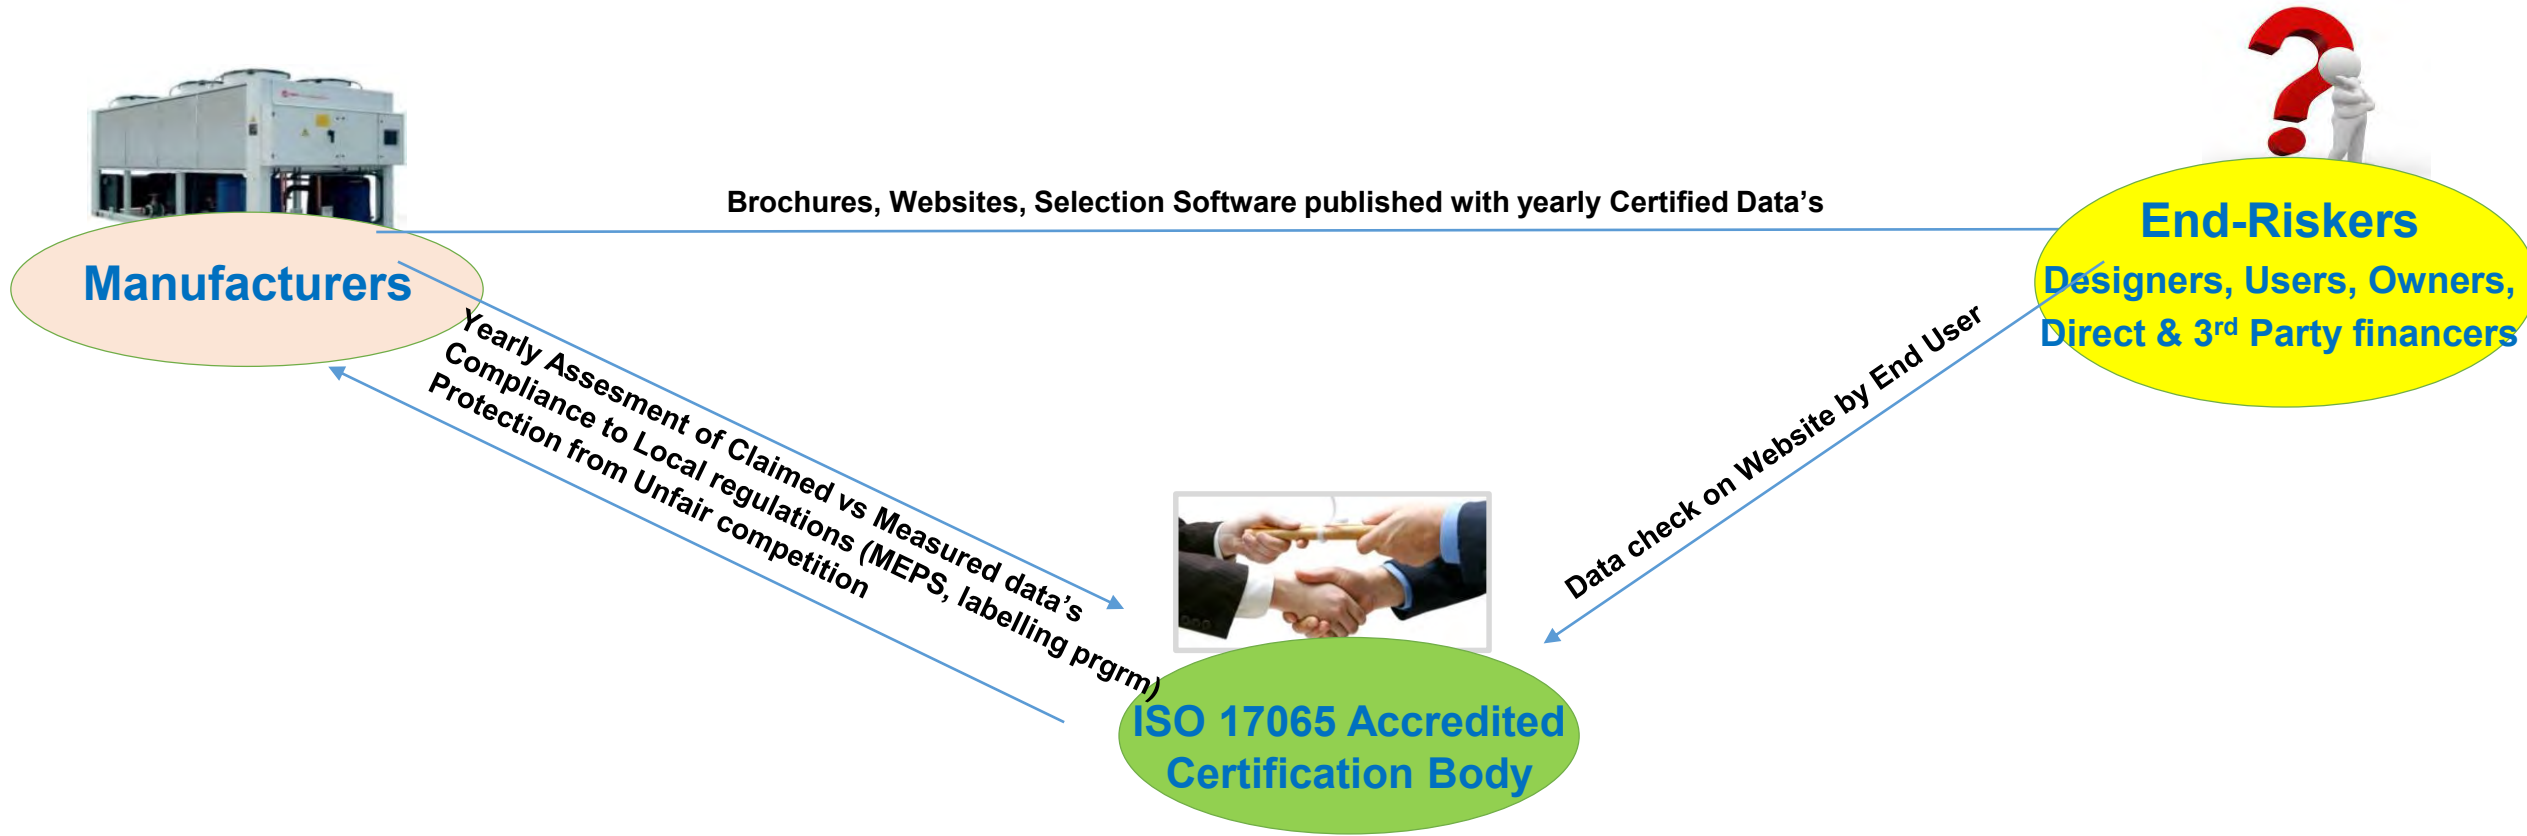 Brochures, Websites, Selection Software published with yearly Certified Data’s
Manufacturers
End-Riskers
Designers, Users, Owners,
Direct & 3rd Party financers
Yearly Assesment of Claimed vs Measured data’s
Compliance to Local regulations (MEPS, labelling prgrm)
Protection from Unfair competition
Data check on Website by End User
ISO 17065 Accredited
Certification Body